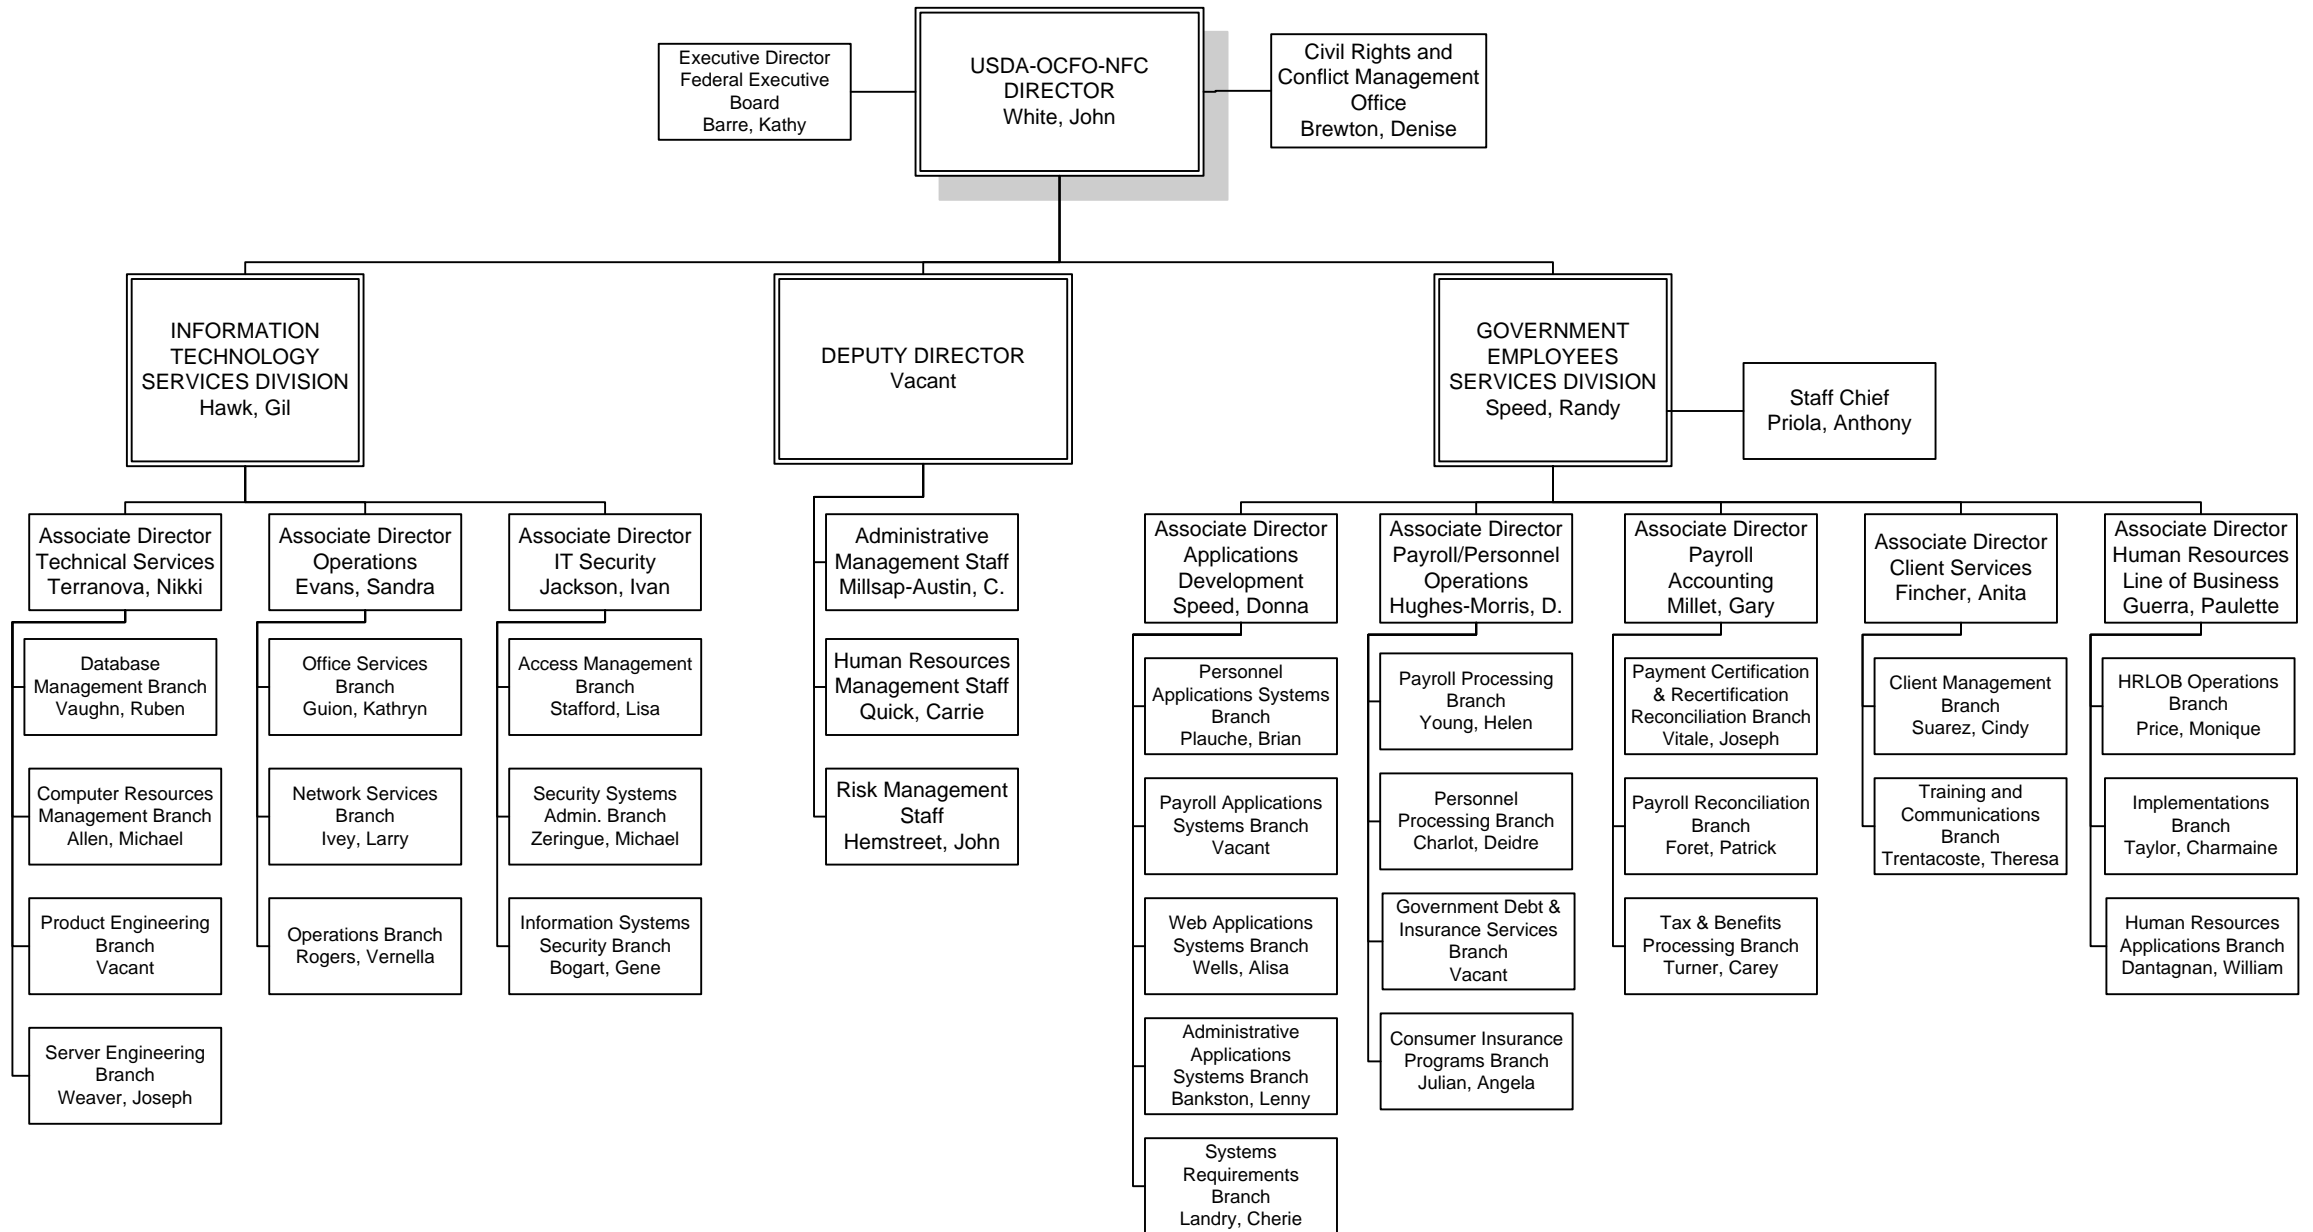 Executive Director
Federal Executive
Board
Barre, Kathy
USDA-OCFO-NFC
DIRECTOR
White, John
Civil Rights and
Conflict Management
Office
Brewton, Denise
INFORMATION
TECHNOLOGY
SERVICES DIVISION
Hawk, Gil
DEPUTY DIRECTOR
Vacant
GOVERNMENT
EMPLOYEES
SERVICES DIVISION
Speed, Randy
Staff Chief
Priola, Anthony
Associate Director
Technical Services
Terranova, Nikki
Database
Management Branch
Vaughn, Ruben
Computer Resources
Management Branch
Allen, Michael
Product Engineering
Branch
Vacant
Server Engineering
Branch
Weaver, Joseph
Associate Director
Operations
Evans, Sandra
Office Services
Branch
Guion, Kathryn
Network Services
Branch
Ivey, Larry
Operations Branch
Rogers, Vernella
Associate Director
IT Security
Jackson, Ivan
Access Management
Branch
Stafford, Lisa
Security Systems
Admin. Branch
Zeringue, Michael
Information Systems
Security Branch
Bogart, Gene
Administrative
Management Staff
Millsap-Austin, C.
Human Resources
Management Staff
Quick, Carrie
Risk Management
Staff
Hemstreet, John
Associate Director
Applications
Development
Speed, Donna
Personnel
Applications Systems
Branch
Plauche, Brian
Payroll Applications
Systems Branch
Vacant
Web Applications
Systems Branch
Wells, Alisa
Administrative
Applications
Systems Branch
Bankston, Lenny
Systems
Requirements
Branch
Landry, Cherie
Associate Director
Payroll/Personnel
Operations
Hughes-Morris, D.
Payroll Processing
Branch
Young, Helen
Personnel
Processing Branch
Charlot, Deidre
Government Debt &
Insurance Services
Branch
Vacant
Consumer Insurance
Programs Branch
Julian, Angela
Associate Director
Payroll
Accounting
Millet, Gary
Payment Certification
& Recertification
Reconciliation Branch
Vitale, Joseph
Payroll Reconciliation
Branch
Foret, Patrick
Tax & Benefits
Processing Branch
Turner, Carey
Associate Director
Client Services
Fincher, Anita
Client Management
Branch
Suarez, Cindy
Training and
Communications
Branch
Trentacoste, Theresa
Associate Director
Human Resources
Line of Business
Guerra, Paulette
HRLOB Operations
Branch
Price, Monique
Implementations
Branch
Taylor, Charmaine
Human Resources
Applications Branch
Dantagnan, William